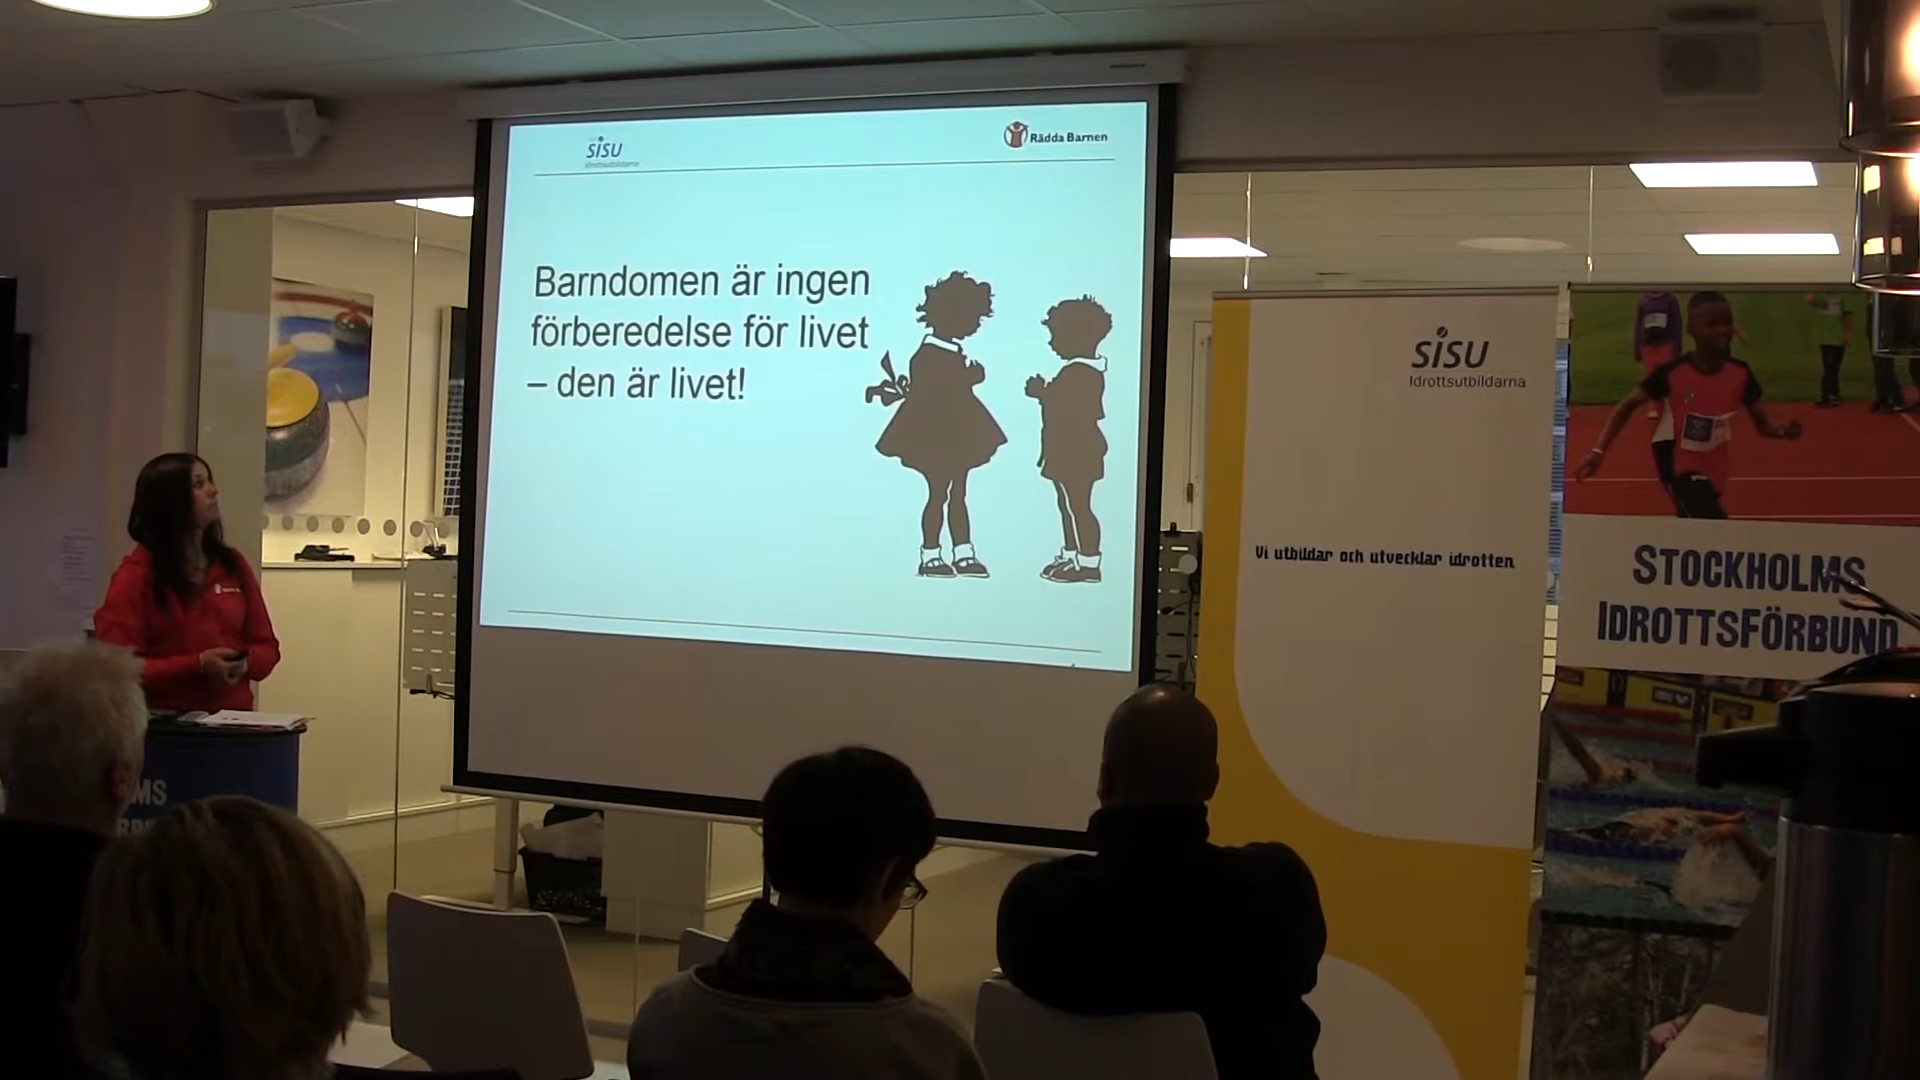 SISU
Idrottsutbildarna
Rädda Barnen
Barndomen är ingen
förberedelse för livet
– den är livet!
SISU
Idrottsutbildarna
Vi utbildar och utvecklar idrotten.
STOCKHOLMS
IDROTTSFÖRBUND
MS